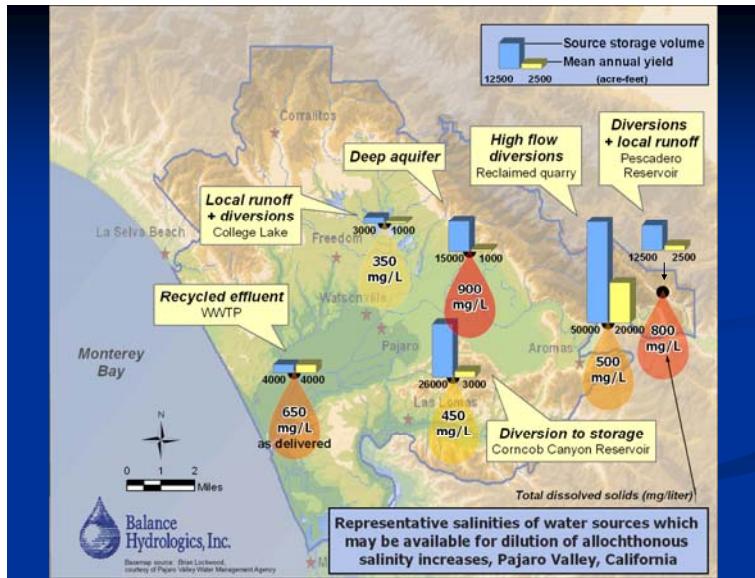 Source storage volume
Mean annual yield
12500 2500 (acre-feet)
Corralitos
Diversions
+ local runoff
Pescadero
Reservoir
High flow
diversions
Reclaimed quarry
Deep aquifer
Local runoff
+ diversions
College Lake
La Selva Beach
Freedom
3000 1000
15000 1000
12500 2500
350
mg/L
900
mg/L
Recycled effluent
WWTP
Watsonville
Pajaro
50000 20000
800
mg/L
Monterey
Bay
Aromas
500
mg/L
4000 4000
26000 3000
650
mg/L
as delivered
Las Lomas
450
mg/L
Diversion to storage
Corncob Canyon Reservoir
N
0 1 2
Miles
Total dissolved solids (mg/liter)
Balance
Hydrologics, Inc.
Representative salinities of water sources which
may be available for dilution of allochthonous
salinity increases, Pajaro Valley, California
Basemap source: Brian Lockwood,
courtesy of Pajaro Valley Water Management Agency